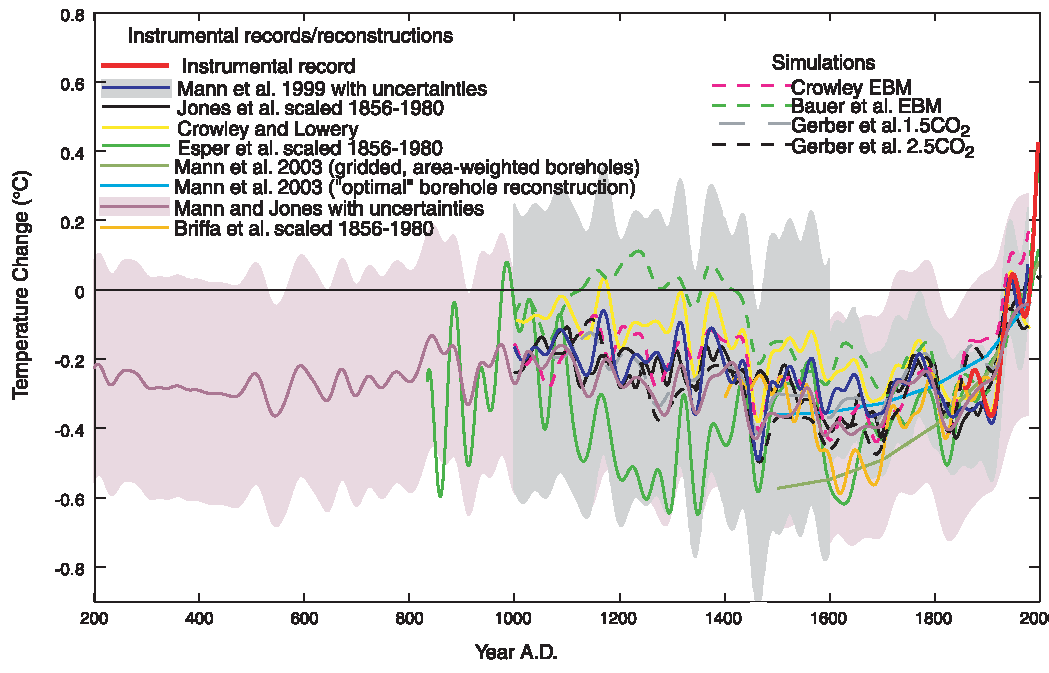 0.8
Instrumental records/reconstructions
Instrumental record
Mann et al. 1999 with uncertainties
Jones et al. scaled 1856-1980
Crowley and Lowery
Esper et al. scaled 1856-1980
Mann et al. 2003 (gridded, area-weighted boreholes)
Mann et al. 2003 ("optimal" borehole reconstruction)
Mann and Jones with uncertainties
Briffa et al. scaled 1856-1980
Simulations
Crowley EBM
Bauer et al. EBM
Gerber et al.1.5CO2
Gerber et al. 2.5CO2
0.6
0.4
0.2
0
-0.2
-0.4
-0.6
-0.8
Temperature Change (°C)
200 400 600 800 1000 1200 1400 1600 1800 200
Year A.D.